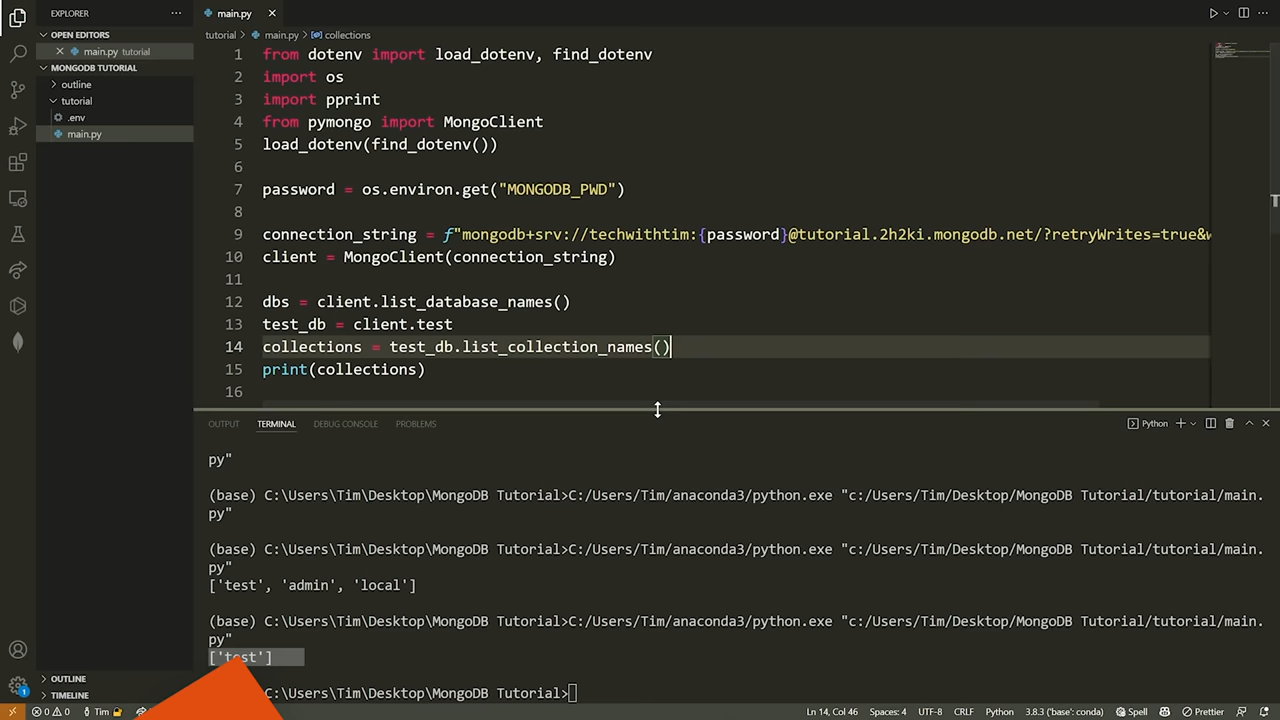 EXPLORER
···
OPEN EDITORS
main.py tutorial
MONGODB TUTORIAL
outline
tutorial
.env
main.py
OUTLINE
TIMELINE
main.py
tutorial > main.py > collections
1 from dotenv import load_dotenv, find_dotenv
2 import os
3 import pprint
4 from pymongo import MongoClient
5 load_dotenv(find_dotenv())
6
7 password = os.environ.get("MONGODB_PWD")
8
9 connection_string = f"mongodb+srv://techwithtim:{password}@tutorial.2h2ki.mongodb.net/?retryWrites=true&w
10 client = MongoClient(connection_string)
11
12 dbs = client.list_database_names()
13 test_db = client.test
14 collections = test_db.list_collection_names()
15 print(collections)
16
OUTPUT TERMINAL DEBUG CONSOLE PROBLEMS Python
py"
(base) C:\Users\Tim\Desktop\MongoDB Tutorial>C:/Users/Tim/anaconda3/python.exe "c:/Users/Tim/Desktop/MongoDB Tutorial/tutorial/main.
py"
(base) C:\Users\Tim\Desktop\MongoDB Tutorial>C:/Users/Tim/anaconda3/python.exe "c:/Users/Tim/Desktop/MongoDB Tutorial/tutorial/main.
py"
['test', 'admin', 'local']
(base) C:\Users\Tim\Desktop\MongoDB Tutorial>C:/Users/Tim/anaconda3/python.exe "c:/Users/Tim/Desktop/MongoDB Tutorial/tutorial/main.
py"
['test']
C:\Users\Tim\Desktop\MongoDB Tutorial>
1
0 0 Tim Ln 14, Col 46 Spaces: 4 UTF-8 CRLF Python 3.8.3 ('base': conda) Spell Prettier